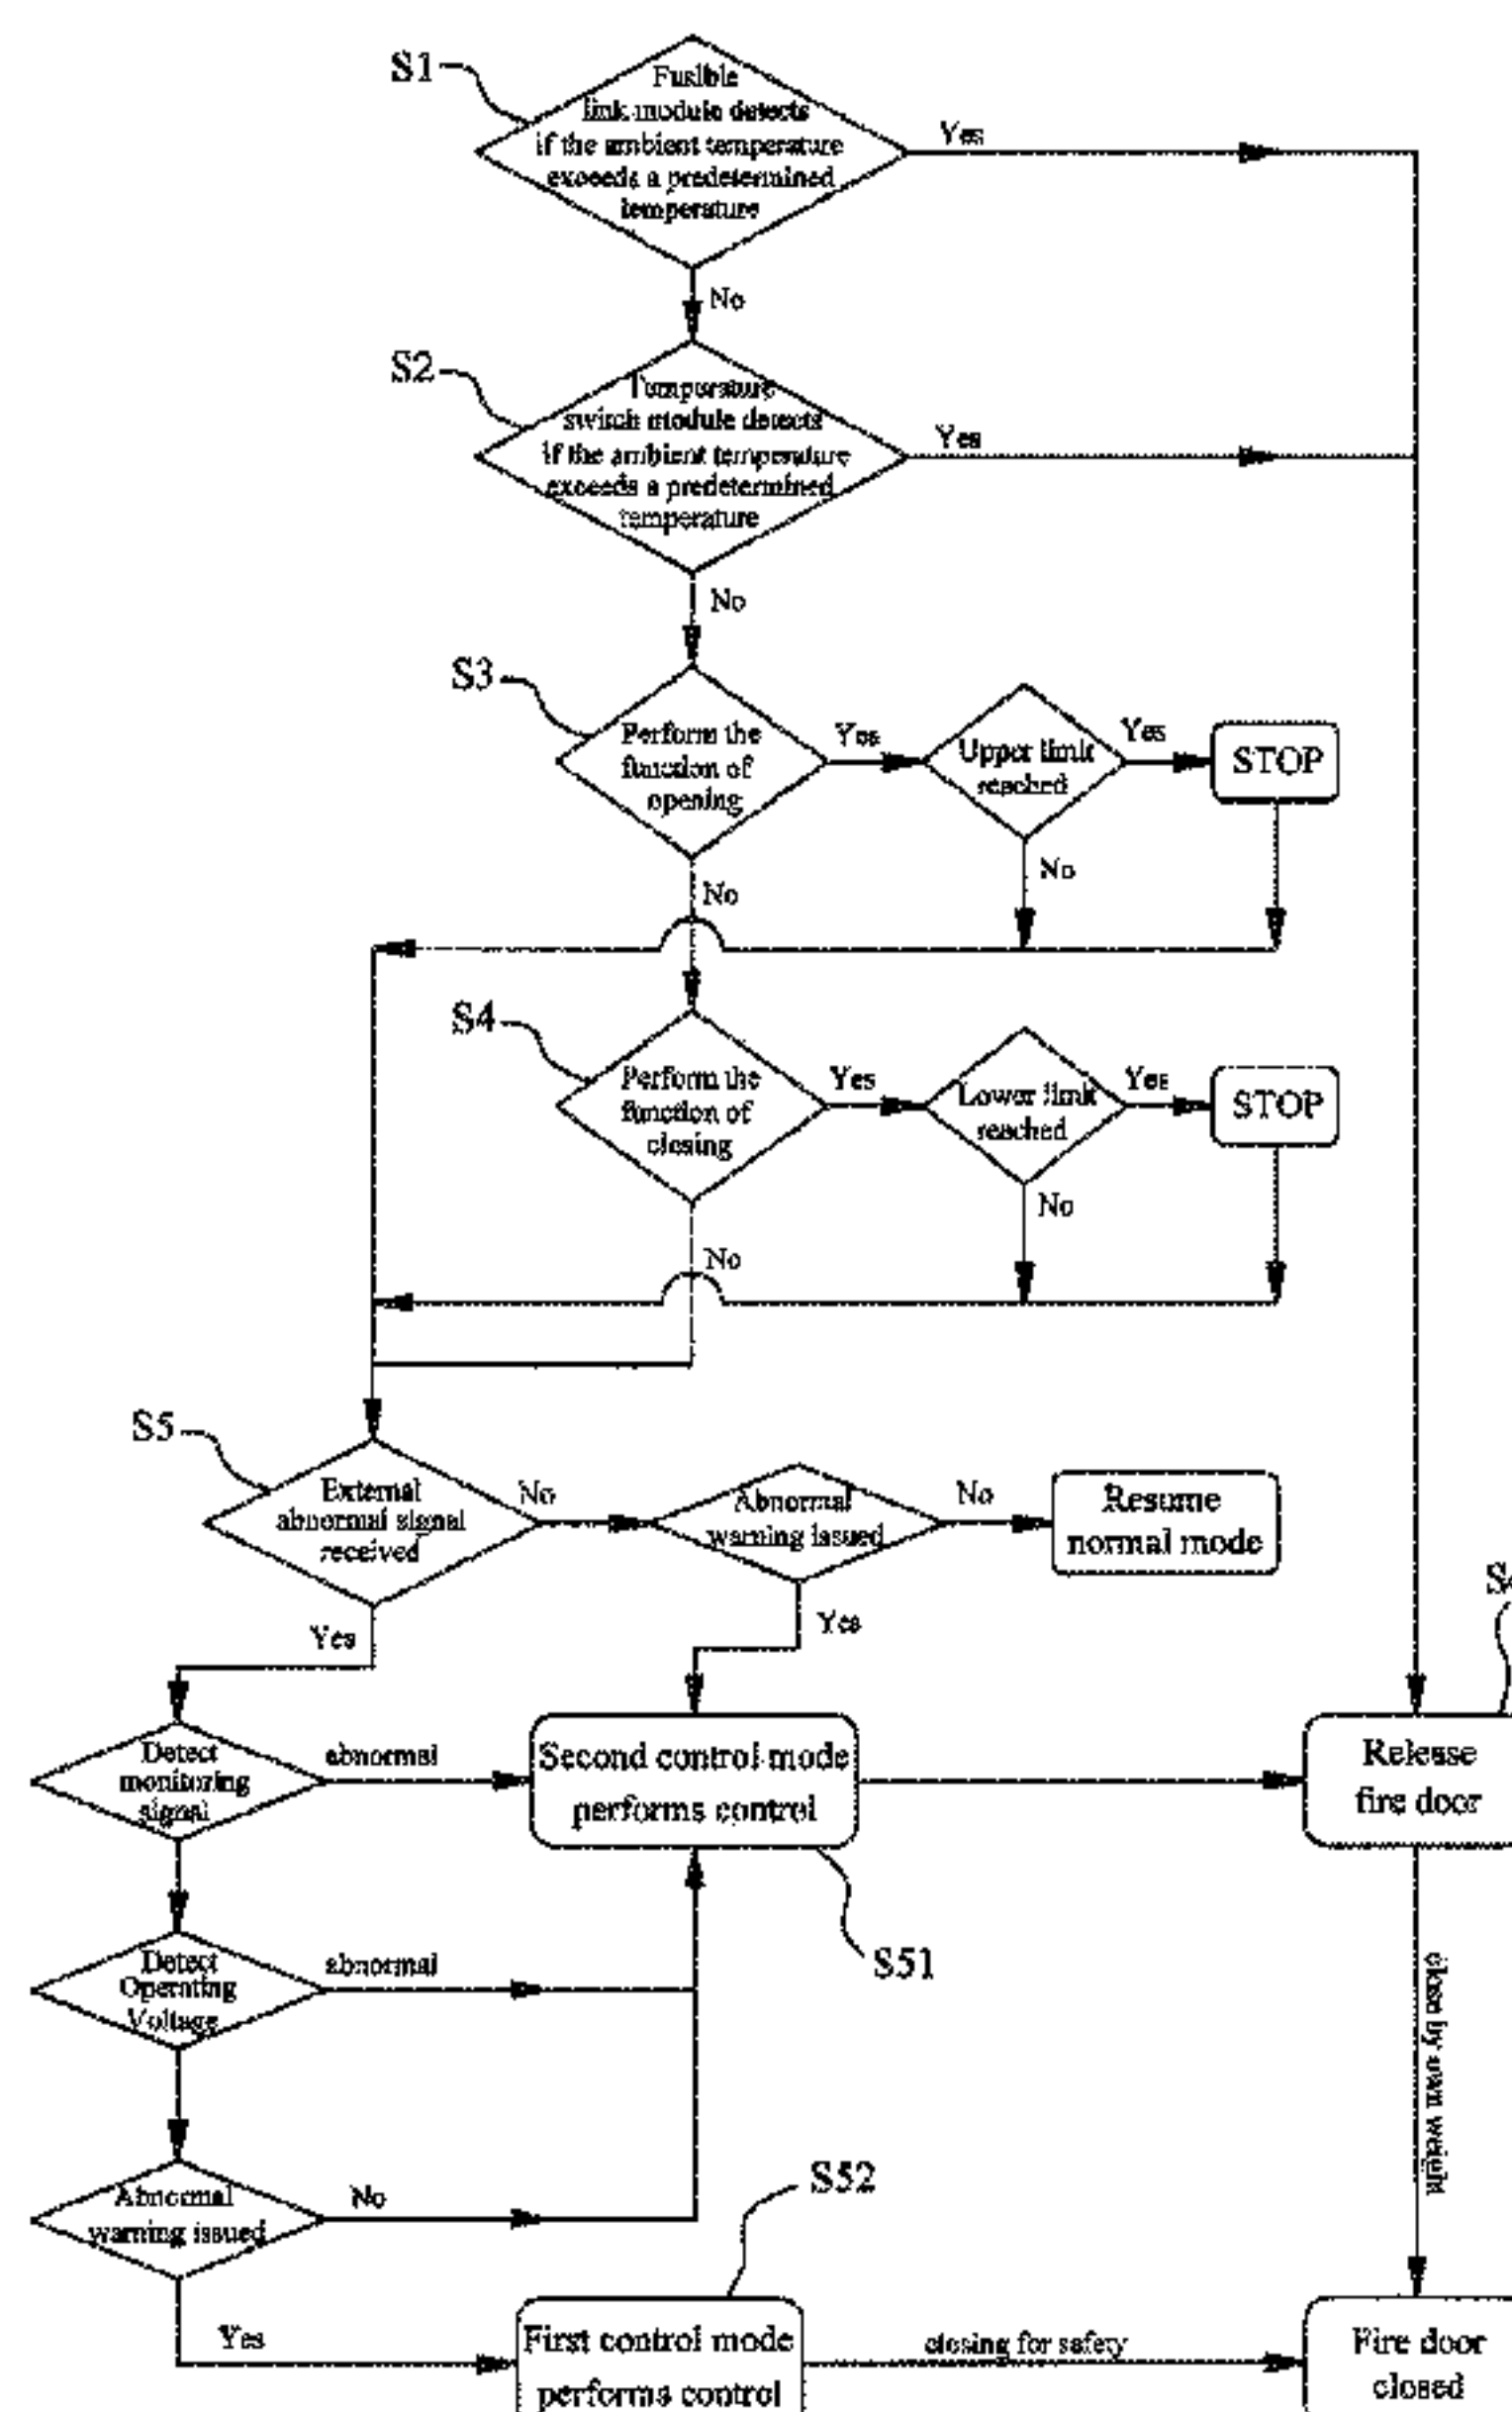 S1
Fusible
link module detects
if the ambient temperature
exceeds a predetermined
temperature
Yes
No
S2
Temperature
switch module detects
if the ambient temperature
exceeds a predetermined
temperature
Yes
No
S3
Perform the
function of
opening
Yes
Upper limit
reached
Yes
STOP
No
No
S4
Perform the
function of
closing
Yes
Lower limit
reached
Yes
STOP
No
No
S5
External
abnormal signal
received
No
Abnormal
warning issued
No
Resume
normal mode
Yes
Yes
Detect
monitoring
signal
abnormal
Second control mode
performs control
Release
fire door
S51
Detect
Operating
Voltage
abnormal
close by own weight
Abnormal
warning issued
No
S52
Yes
First control mode
performs control
closing for safety
Fire door
closed